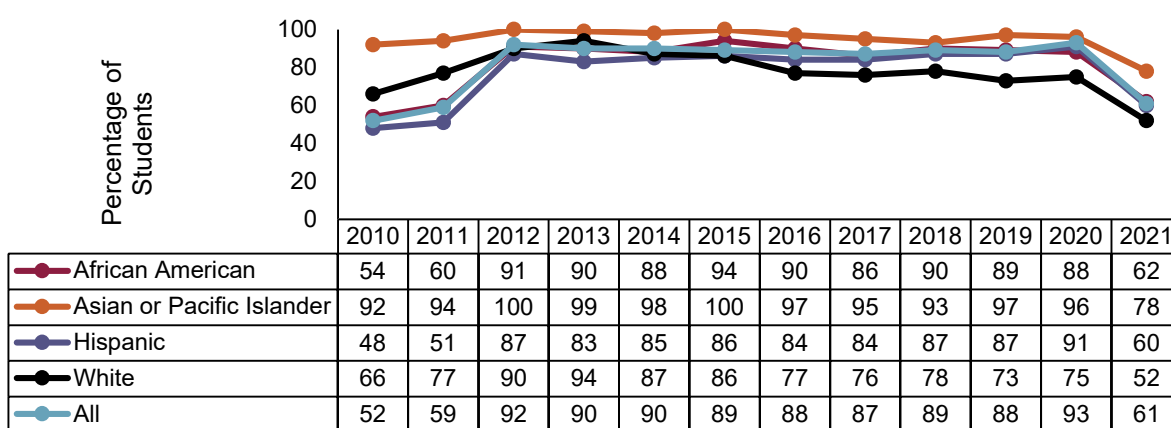 Percentage of
Students
100
80
60
40
20
0
2010 2011 2012 2013 2014 2015 2016 2017 2018 2019 2020 2021
African American 54 60 91 90 88 94 90 86 90 89 88 62
Asian or Pacific Islander 92 94 100 99 98 100 97 95 93 97 96 78
Hispanic 48 51 87 83 85 86 84 84 87 87 91 60
White 66 77 90 94 87 86 77 76 78 73 75 52
All 52 59 92 90 90 89 88 87 89 88 93 61